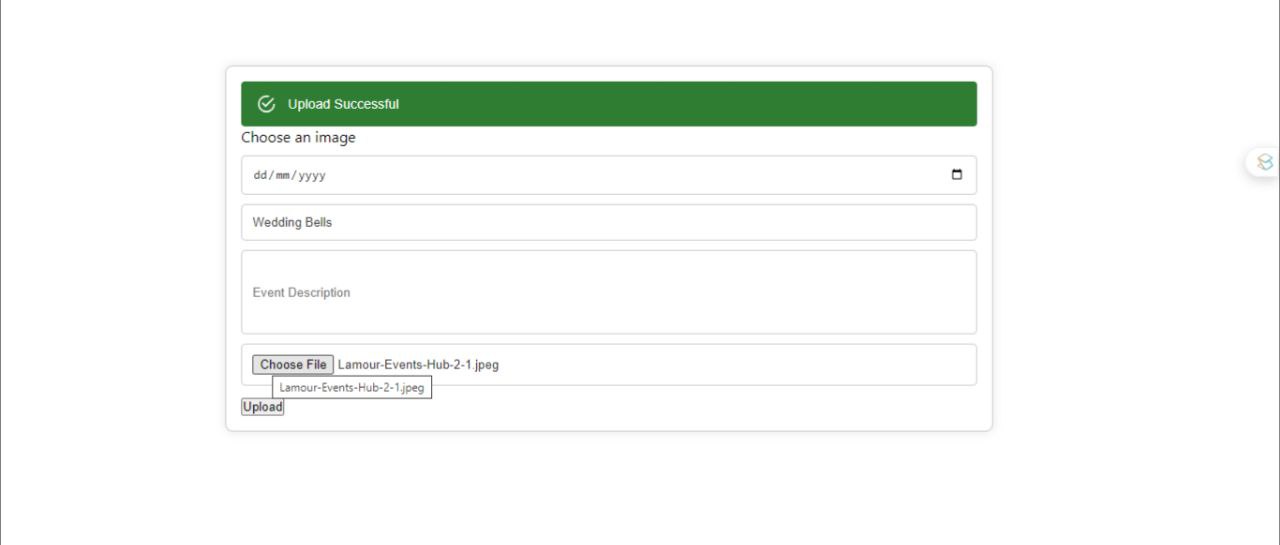 Upload Successful
Choose an image
dd/mm/yyyy
Wedding Bells
Event Description
Choose File Lamour-Events-Hub-2-1.jpeg
Lamour-Events-Hub-2-1.jpeg
Upload